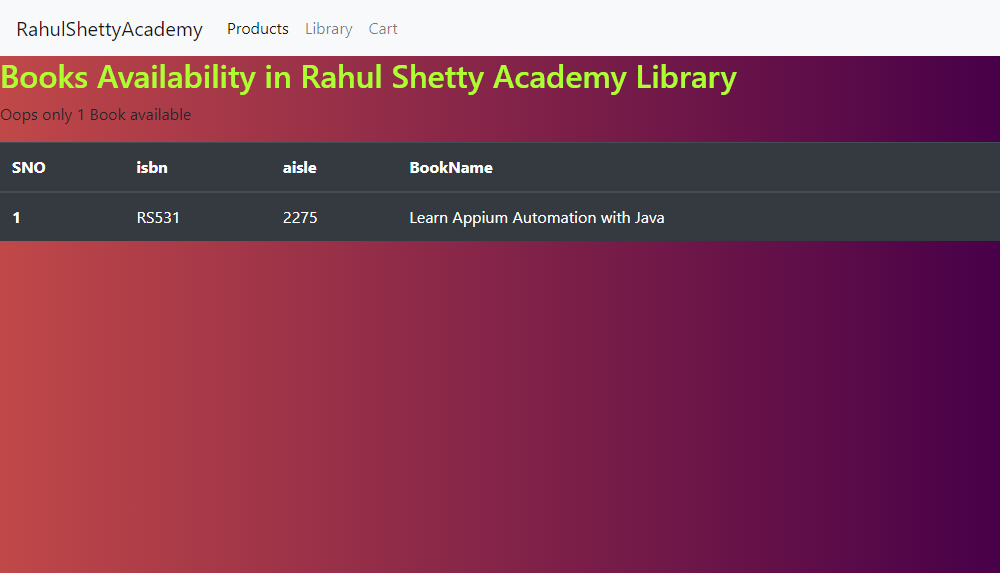 RahulShettyAcademy Products Library Cart
Books Availability in Rahul Shetty Academy Library
Oops only 1 Book available
SNO isbn aisle BookName
1 RS531 2275 Learn Appium Automation with Java